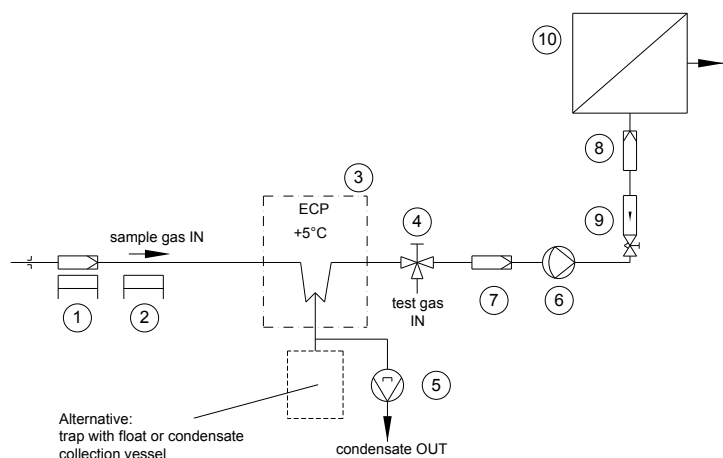 10
8
3
ECP
+5°C
4
9
sample gas IN
1
2
test gas
IN
7
6
5
Alternative:
trap with float or condensate
collection vessel
condensate OUT